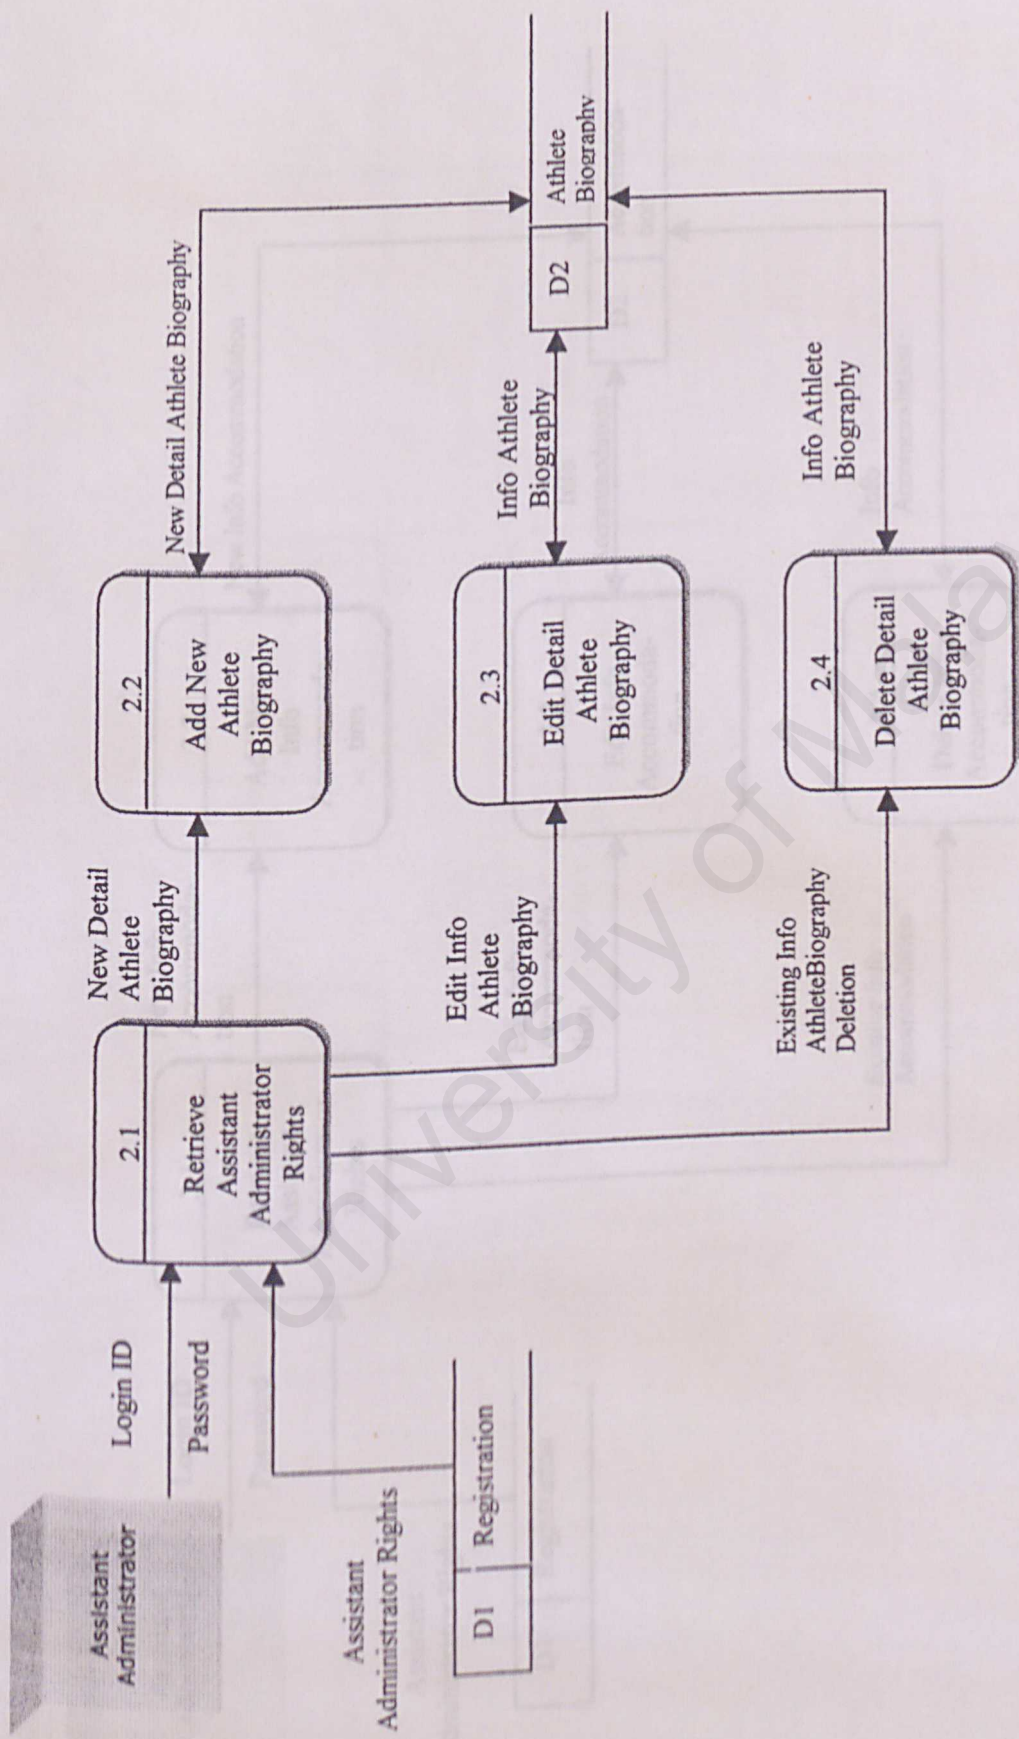 Assistant
Administrator
Login ID
Password
Assistant
Administrator Rights
D1
Registration
2.1
Retrieve
Assistant
Administrator
Rights
New Detail
Athlete
Biography
Edit Info
Athlete
Biography
Existing Info
AthleteBiography
Deletion
2.2
Add New
Athlete
Biography
2.3
Edit Detail
Athlete
Biography
2.4
Delete Detail
Athlete
Biography
New Detail Athlete Biography
Info Athlete
Biography
Info Athlete
Biography
D2
Athlete
Biography
University of Mala